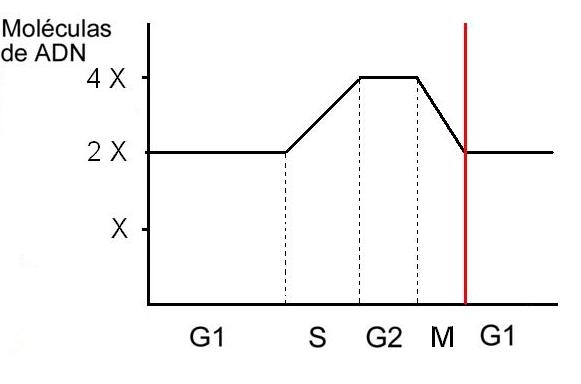 Moléculas
de ADN
4 X
2 X
X
G1 S G2 M G1